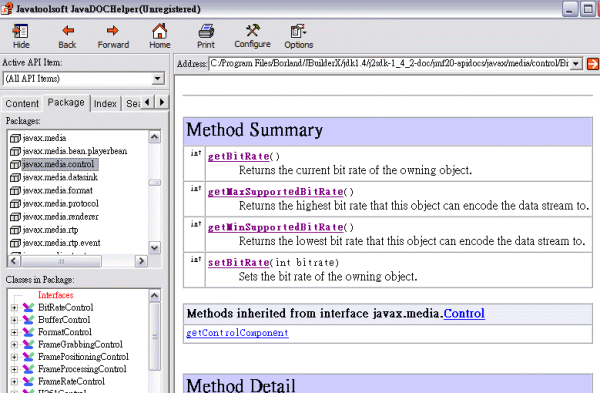 Javatoolsoft JavaDOCHelper(Unregistered)
Hide Back Forward Home Print Configure Options
Active API Item:
(All API Items)
Content Package Index Sea
Packages:
javax.media
javax.media.bean.playerbean
javax.media.control
javax.media.datasink
javax.media.format
javax.media.protocol
javax.media.renderer
javax.media.rtp
javax.media.rtp.event
Classes in Package:
Interfaces
BitRateControl
BufferControl
FormatControl
FrameGrabbingControl
FramePositioningControl
FrameProcessingControl
FrameRateControl
H261Control
Address: C:/Program Files/Borland/JBuilderX/jdk1.4/j2sdk-1_4_2-doc/jmf20-apidocs/javax/media/control/Bi
Method Summary
int getBitRate()
Returns the current bit rate of the owning object.
int getMaxSupportedBitRate()
Returns the highest bit rate that this object can encode the data stream to.
int getMinSupportedBitRate()
Returns the lowest bit rate that this object can encode the data stream to.
int setBitRate(int bitrate)
Sets the bit rate of the owning object.
Methods inherited from interface javax.media.Control
getControlComponent
Method Detail